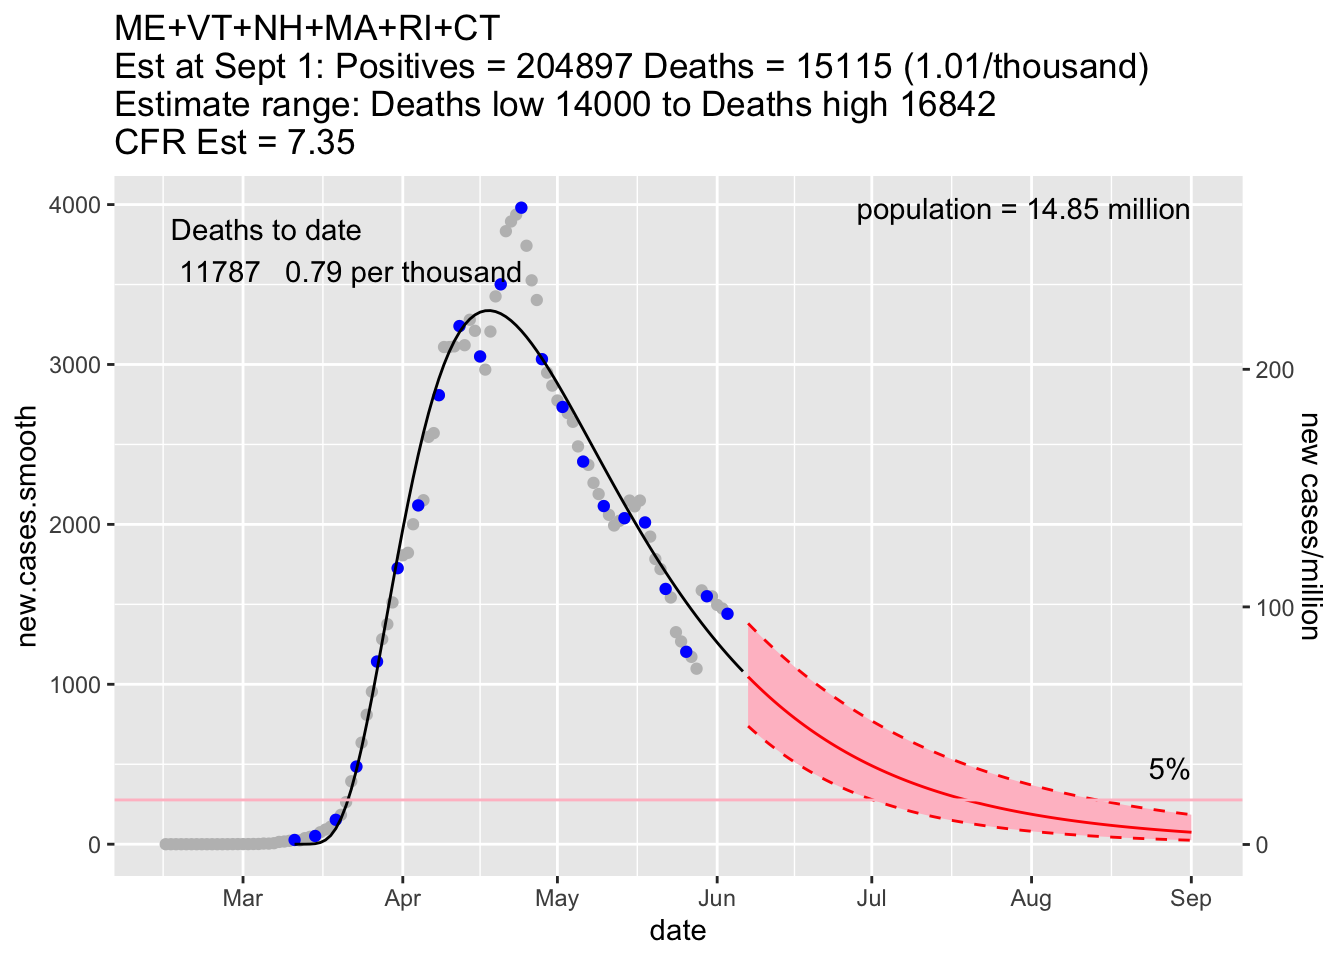 ME+VT+NH+MA+RI+CT
Est at Sept 1: Positives = 204897 Deaths = 15115 (1.01/thousand)
Estimate range: Deaths low 14000 to Deaths high 16842
CFR Est = 7.35
population = 14.85 million
Deaths to date
11787 0.79 per thousand
5%
4000
3000
2000
1000
0
new.cases.smooth
200
100
0
new cases/million
Mar Apr May Jun Jul Aug Sep
date